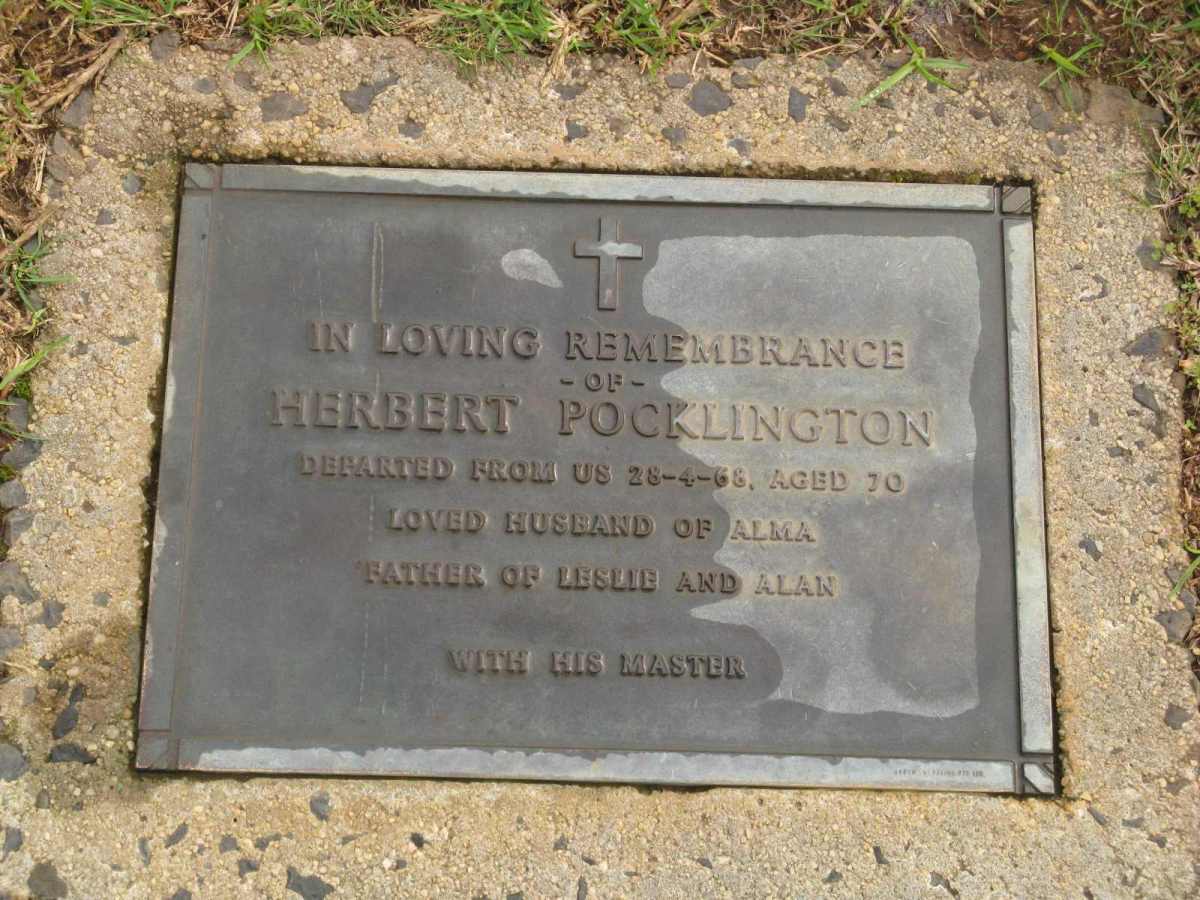 IN LOVING REMEMBRANCE
- OF -
HERBERT POCKLINGTON
DEPARTED FROM US 28-4-68, AGED 70
LOVED HUSBAND OF ALMA
FATHER OF LESLIE AND ALAN
WITH HIS MASTER